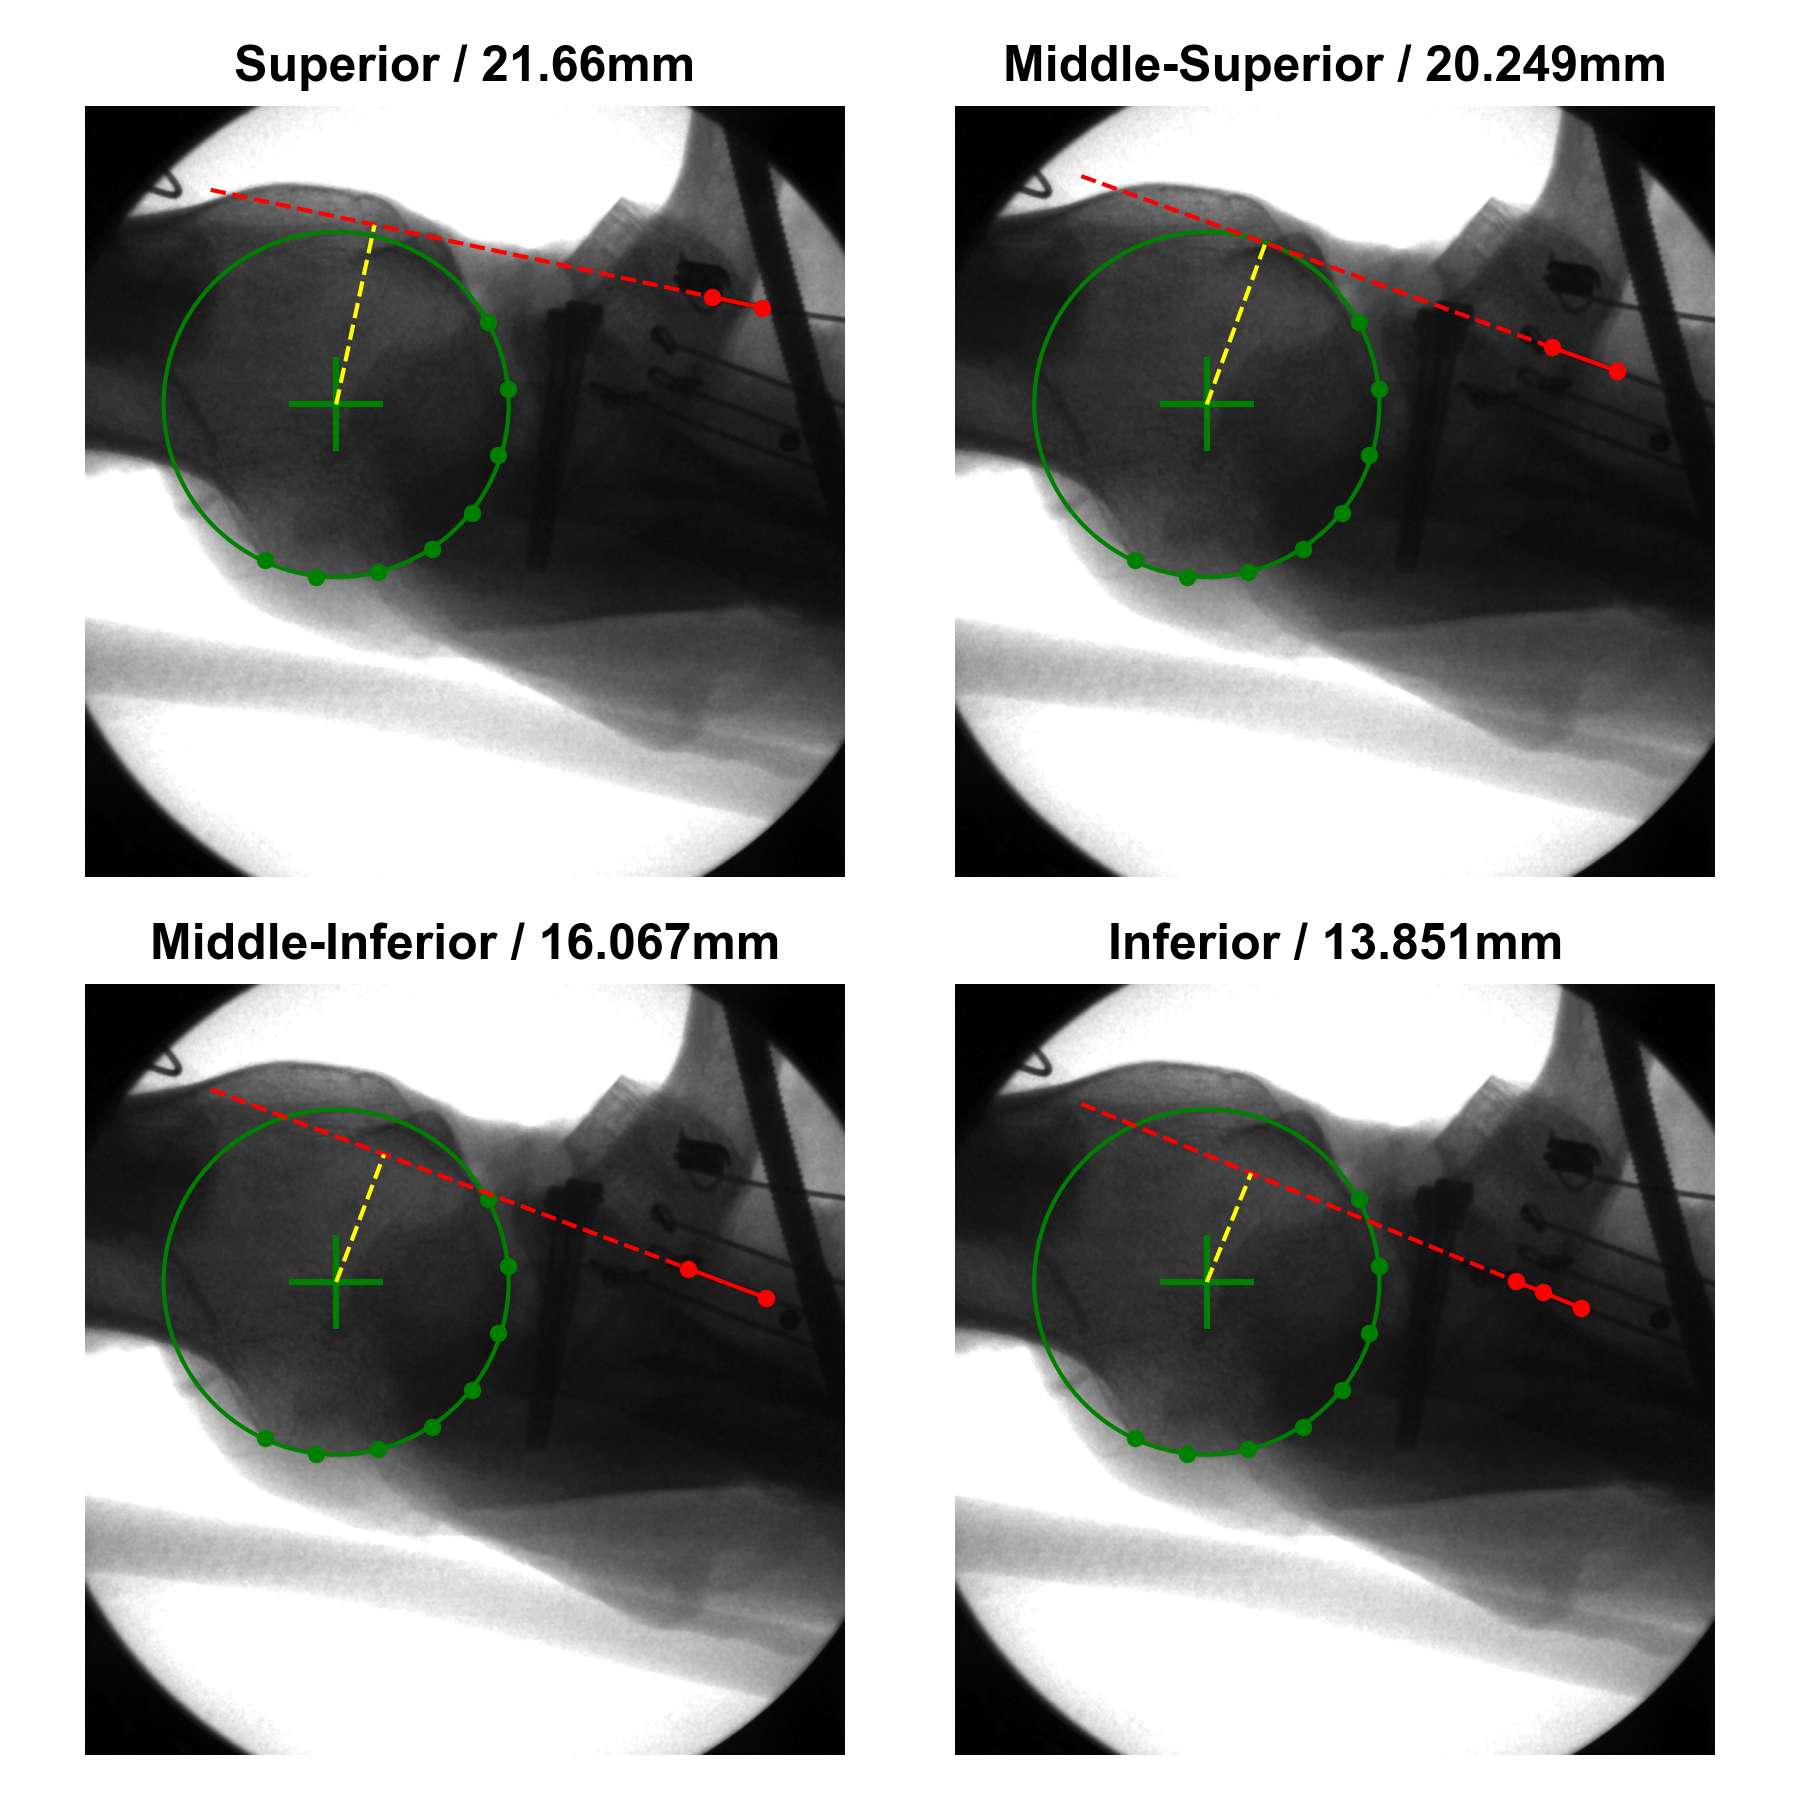 Superior / 21.66mm
Middle-Superior / 20.249mm
Middle-Inferior / 16.067mm
Inferior / 13.851mm